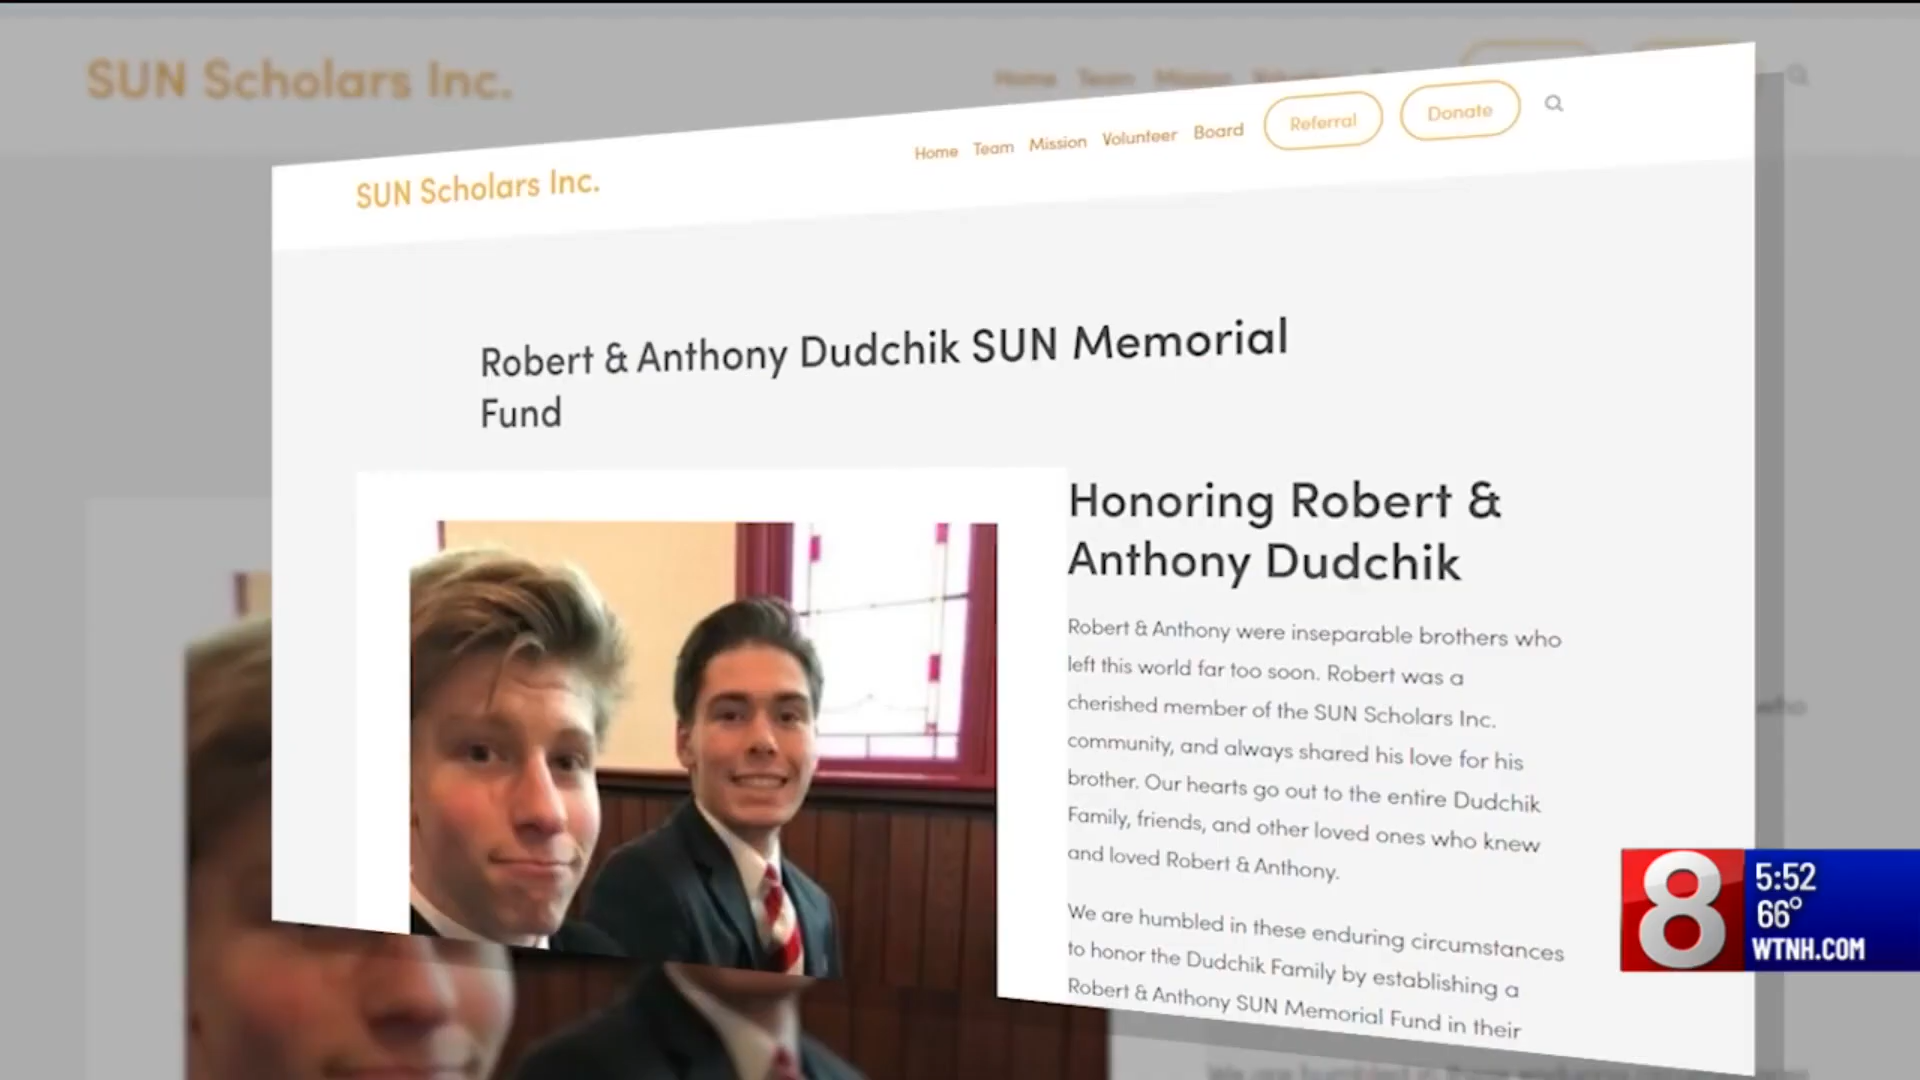 SUN Scholars Inc.
Home Team Mission
SUN Scholars Inc.
Home Team Mission Volunteer Board Referral Donate
Robert & Anthony Dudchik SUN Memorial
Fund
Honoring Robert &
Anthony Dudchik
Robert & Anthony were inseparable brothers who
left this world far too soon. Robert was a
cherished member of the SUN Scholars Inc.
community, and always shared his love for his
brother. Our hearts go out to the entire Dudchik
Family, friends, and other loved ones who knew
and loved Robert & Anthony.
We are humbled in these enduring circumstances
to honor the Dudchik Family by establishing a
Robert & Anthony SUN Memorial Fund in their
who
8
5:52
66°
WTNH.COM